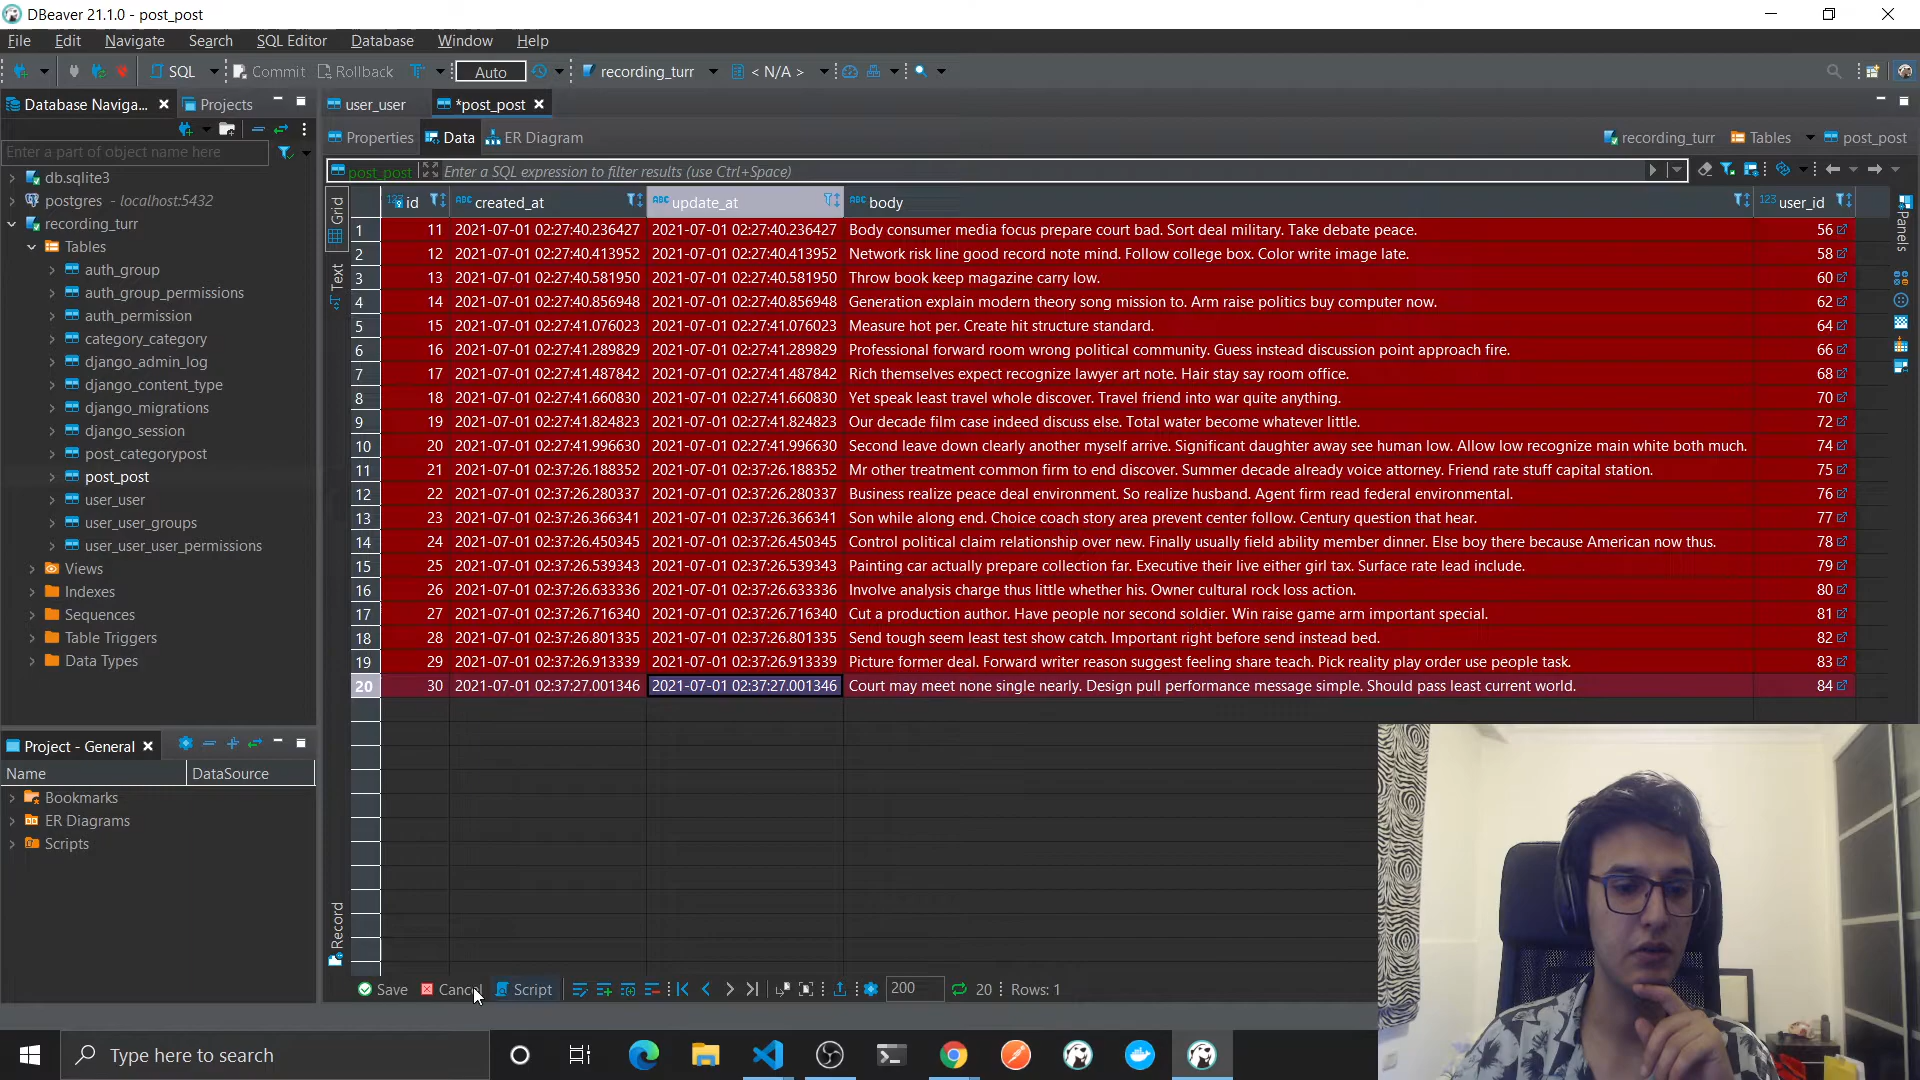 DBeaver 21.1.0 - post_post
File Edit Navigate Search SQL Editor Database Window Help
SQL Commit Rollback Auto recording_turr < N/A >
Database Naviga... Projects user_user *post_post
Properties Data ER Diagram recording_turr Tables post_post
Enter a part of object name here
post_post Enter a SQL expression to filter results (use Ctrl+Space)
db.sqlite3
postgres - localhost:5432
recording_turr
Tables
auth_group
auth_group_permissions
auth_permission
category_category
django_admin_log
django_content_type
django_migrations
django_session
post_categorypost
post_post
user_user
user_user_groups
user_user_user_permissions
Views
Indexes
Sequences
Table Triggers
Data Types
Project - General
Name DataSource
Bookmarks
ER Diagrams
Scripts
Grid
Text
Record
Panels
123 id ABC created_at ABC update_at ABC body 123 user_id
1 11 2021-07-01 02:27:40.236427 2021-07-01 02:27:40.236427 Body consumer media focus prepare court bad. Sort deal military. Take debate peace. 56
2 12 2021-07-01 02:27:40.413952 2021-07-01 02:27:40.413952 Network risk line good record note mind. Follow college box. Color write image late. 58
3 13 2021-07-01 02:27:40.581950 2021-07-01 02:27:40.581950 Throw book keep magazine carry low. 60
4 14 2021-07-01 02:27:40.856948 2021-07-01 02:27:40.856948 Generation explain modern theory song mission to. Arm raise politics buy computer now. 62
5 15 2021-07-01 02:27:41.076023 2021-07-01 02:27:41.076023 Measure hot per. Create hit structure standard. 64
6 16 2021-07-01 02:27:41.289829 2021-07-01 02:27:41.289829 Professional forward room wrong political community. Guess instead discussion point approach fire. 66
7 17 2021-07-01 02:27:41.487842 2021-07-01 02:27:41.487842 Rich themselves expect recognize lawyer art note. Hair stay say room office. 68
8 18 2021-07-01 02:27:41.660830 2021-07-01 02:27:41.660830 Yet speak least travel whole discover. Travel friend into war quite anything. 70
9 19 2021-07-01 02:27:41.824823 2021-07-01 02:27:41.824823 Our decade film case indeed discuss else. Total water become whatever little. 72
10 20 2021-07-01 02:27:41.996630 2021-07-01 02:27:41.996630 Second leave down clearly another myself arrive. Significant daughter away see human low. Allow low recognize main white both much. 74
11 21 2021-07-01 02:37:26.188352 2021-07-01 02:37:26.188352 Mr other treatment common firm to end discover. Summer decade already voice attorney. Friend rate stuff capital station. 75
12 22 2021-07-01 02:37:26.280337 2021-07-01 02:37:26.280337 Business realize peace deal environment. So realize husband. Agent firm read federal environmental. 76
13 23 2021-07-01 02:37:26.366341 2021-07-01 02:37:26.366341 Son while along end. Choice coach story area prevent center follow. Century question that hear. 77
14 24 2021-07-01 02:37:26.450345 2021-07-01 02:37:26.450345 Control political claim relationship over new. Finally usually field ability member dinner. Else boy there because American now thus. 78
15 25 2021-07-01 02:37:26.539343 2021-07-01 02:37:26.539343 Painting car actually prepare collection far. Executive their live either girl tax. Surface rate lead include. 79
16 26 2021-07-01 02:37:26.633336 2021-07-01 02:37:26.633336 Involve analysis charge thus little whether his. Owner cultural rock loss action. 80
17 27 2021-07-01 02:37:26.716340 2021-07-01 02:37:26.716340 Cut a production author. Have people nor second soldier. Win raise game arm important special. 81
18 28 2021-07-01 02:37:26.801335 2021-07-01 02:37:26.801335 Send tough seem least test show catch. Important right before send instead bed. 82
19 29 2021-07-01 02:37:26.913339 2021-07-01 02:37:26.913339 Picture former deal. Forward writer reason suggest feeling share teach. Pick reality play order use people task. 83
20 30 2021-07-01 02:37:27.001346 2021-07-01 02:37:27.001346 Court may meet none single nearly. Design pull performance message simple. Should pass least current world. 84
Save Cancel Script 200 20 Rows: 1
Type here to search